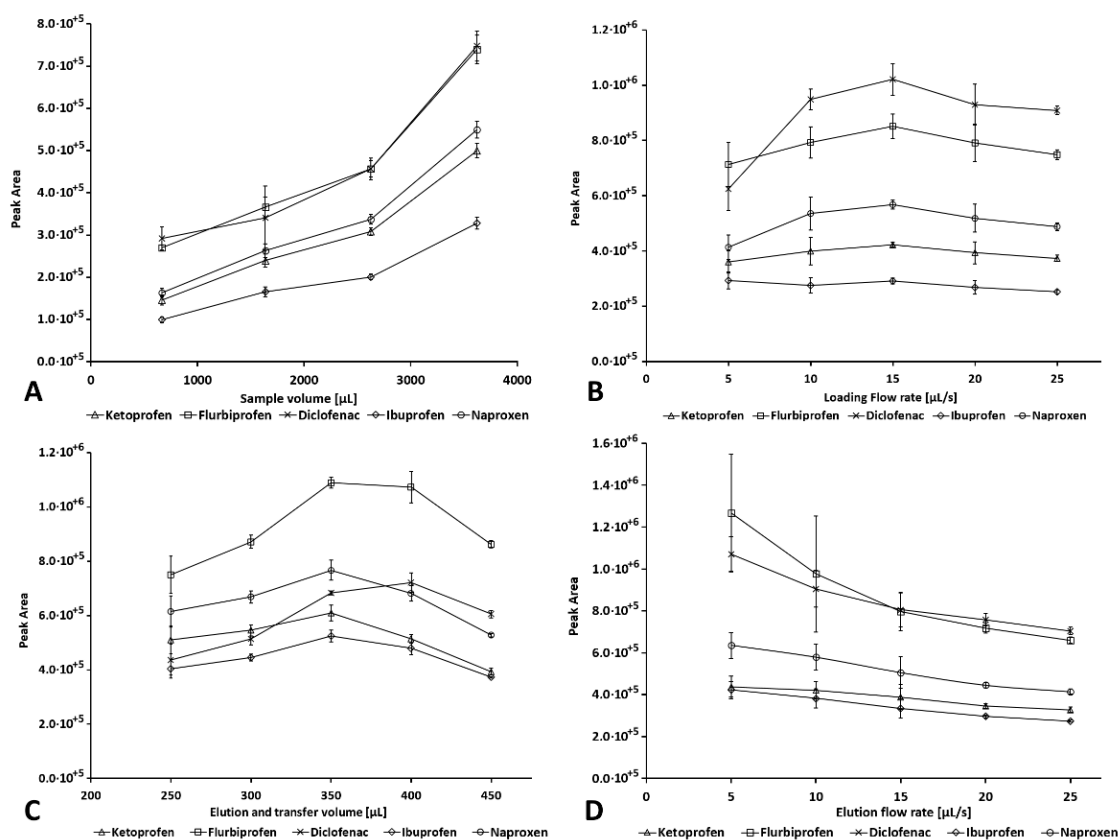 8.0·10⁺⁵
7.0·10⁺⁵
6.0·10⁺⁵
5.0·10⁺⁵
4.0·10⁺⁵
3.0·10⁺⁵
2.0·10⁺⁵
1.0·10⁺⁵
0.0·10⁺⁵
Peak Area
0 1000 2000 3000 4000
Sample volume [µL]
A
Ketoprofen Flurbiprofen Diclofenac Ibuprofen Naproxen
1.2·10⁺⁶
1.0·10⁺⁶
8.0·10⁺⁵
6.0·10⁺⁵
4.0·10⁺⁵
2.0·10⁺⁵
0.0·10⁺⁵
Peak Area
0 5 10 15 20 25
Loading Flow rate [µL/s]
B
Ketoprofen Flurbiprofen Diclofenac Ibuprofen Naproxen
1.2·10⁺⁶
1.0·10⁺⁶
8.0·10⁺⁵
6.0·10⁺⁵
4.0·10⁺⁵
2.0·10⁺⁵
0.0·10⁺⁵
Peak Area
200 250 300 350 400 450
Elution and transfer volume [µL]
C
Ketoprofen Flurbiprofen Diclofenac Ibuprofen Naproxen
1.6·10⁺⁶
1.4·10⁺⁶
1.2·10⁺⁶
1.0·10⁺⁶
8.0·10⁺⁵
6.0·10⁺⁵
4.0·10⁺⁵
2.0·10⁺⁵
0.0·10⁺⁵
Peak Area
0 5 10 15 20 25
Elution flow rate [µL/s]
D
Ketoprofen Flurbiprofen Diclofenac Ibuprofen Naproxen